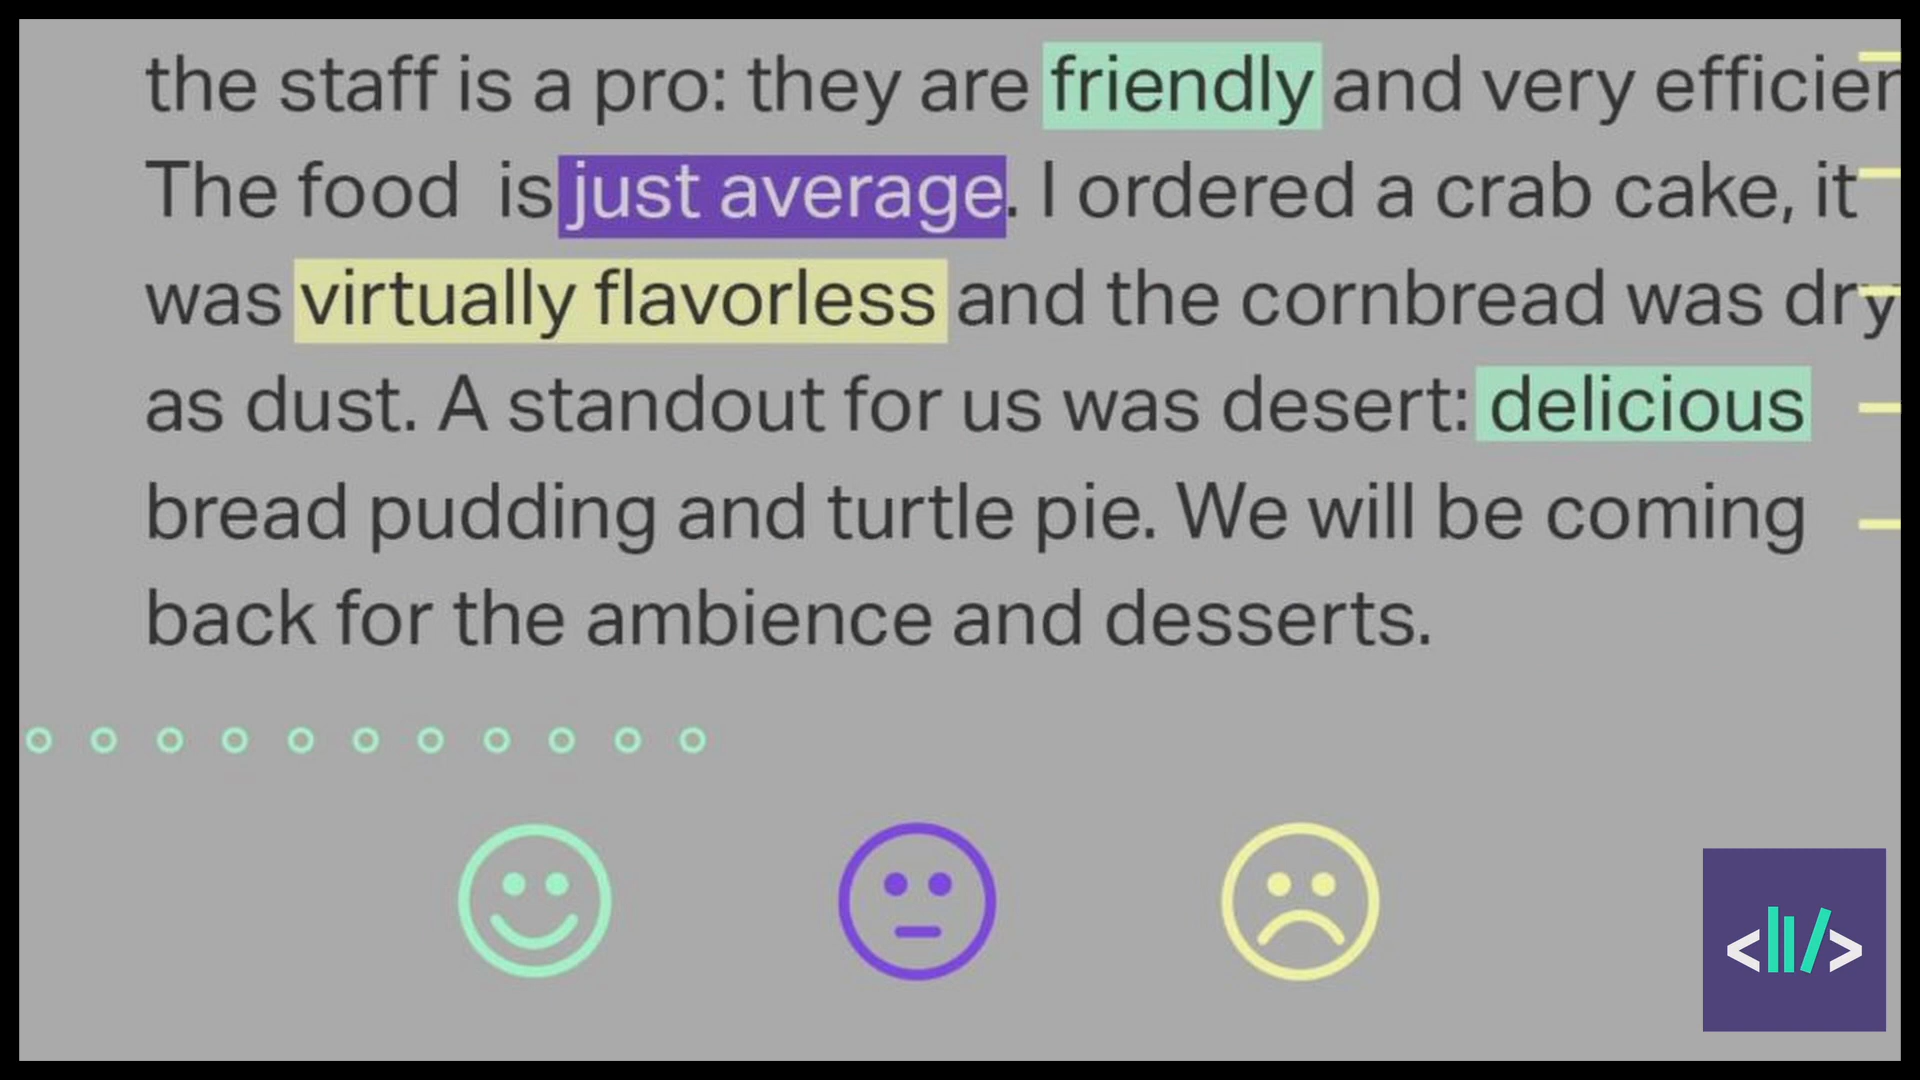 the staff is a pro: they are friendly and very efficien
The food is just average. I ordered a crab cake, it
was virtually flavorless and the cornbread was dry
as dust. A standout for us was desert: delicious
bread pudding and turtle pie. We will be coming
back for the ambience and desserts.